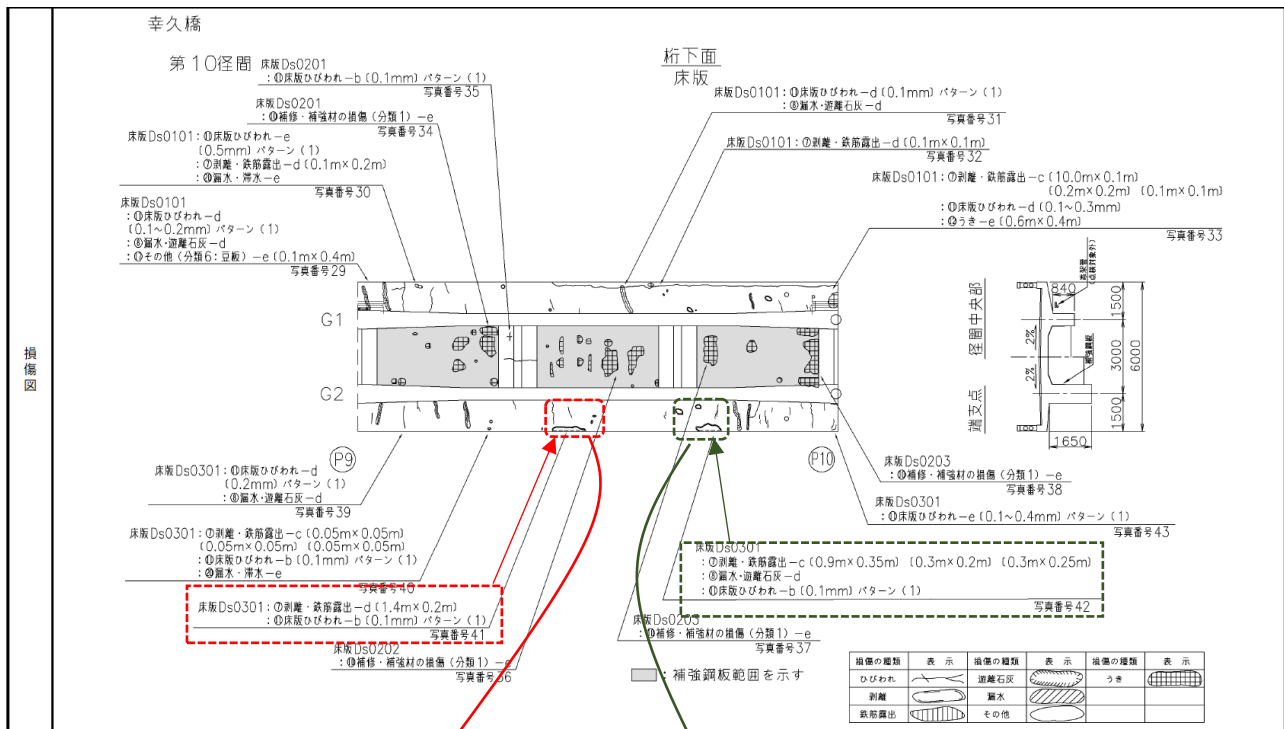 幸久橋
第10径間
桁下面
床版
床版Ds0201
:⑪床版ひびわれ-b(0.1mm) パターン(1)
写真番号35
床版Ds0201
:⑩補修・補強材の損傷(分類1)-e
写真番号34
床版Ds0101:⑪床版ひびわれ-e
(0.5mm) パターン(1)
:⑦剥離・鉄筋露出-d(0.1m×0.2m)
:⑳漏水・滞水-e
写真番号30
床版Ds0101
:⑪床版ひびわれ-d
(0.1~0.2mm) パターン(1)
:⑧漏水・遊離石灰-d
:⑰その他(分類6:豆板)-e(0.1m×0.4m)
写真番号29
床版Ds0101:⑪床版ひびわれ-d(0.1mm) パターン(1)
:⑧漏水・遊離石灰-d
写真番号31
床版Ds0101:⑦剥離・鉄筋露出-d(0.1m×0.1m)
写真番号32
床版Ds0101:⑦剥離・鉄筋露出-c(10.0m×0.1m)
(0.2m×0.2m) (0.1m×0.1m)
:⑪床版ひびわれ-d(0.1~0.3mm)
:⑫うき-e(0.6m×0.4m)
写真番号33
損傷図
G1
G2
P9
P10
径間中央部
端支点
2%
2%
840
補強鋼板
1500
3000
1500
6000
1650
床版Ds0301:⑪床版ひびわれ-d
(0.2mm) パターン(1)
:⑧漏水・遊離石灰-d
写真番号39
床版Ds0301:⑦剥離・鉄筋露出-c(0.05m×0.05m)
(0.05m×0.05m) (0.05m×0.05m)
:⑪床版ひびわれ-b(0.1mm) パターン(1)
:⑳漏水・滞水-e
写真番号40
床版Ds0301:⑦剥離・鉄筋露出-d(1.4m×0.2m)
:⑪床版ひびわれ-b(0.1mm) パターン(1)
写真番号41
床版Ds0202
:⑩補修・補強材の損傷(分類1)-e
写真番号36
床版Ds0203
:⑩補修・補強材の損傷(分類1)-e
写真番号38
床版Ds0301
:⑪床版ひびわれ-e(0.1~0.4mm) パターン(1)
写真番号43
床版Ds0301
:⑦剥離・鉄筋露出-c(0.9m×0.35m) (0.3m×0.2m) (0.3m×0.25m)
:⑧漏水・遊離石灰-d
:⑪床版ひびわれ-b(0.1mm) パターン(1)
写真番号42
床版Ds0203
:⑩補修・補強材の損傷(分類1)-e
写真番号37
:補強鋼板範囲を示す
損傷の種類 表示 損傷の種類 表示 損傷の種類 表示
ひびわれ 遊離石灰 うき
剥離 漏水
鉄筋露出 その他